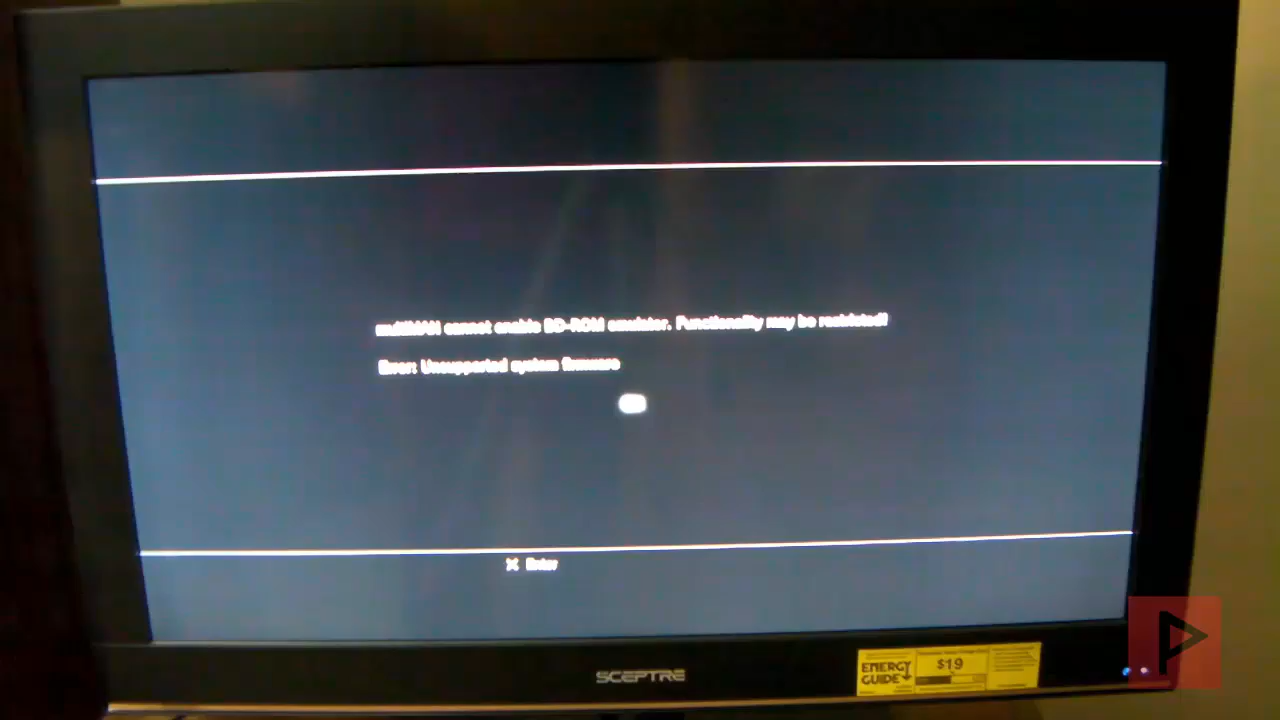 multiMAN cannot enable BD-ROM emulator. Functionality may be restricted!
Error: Unsupported system firmware
Enter
SCEPTRE
ENERGY
GUIDE
$19